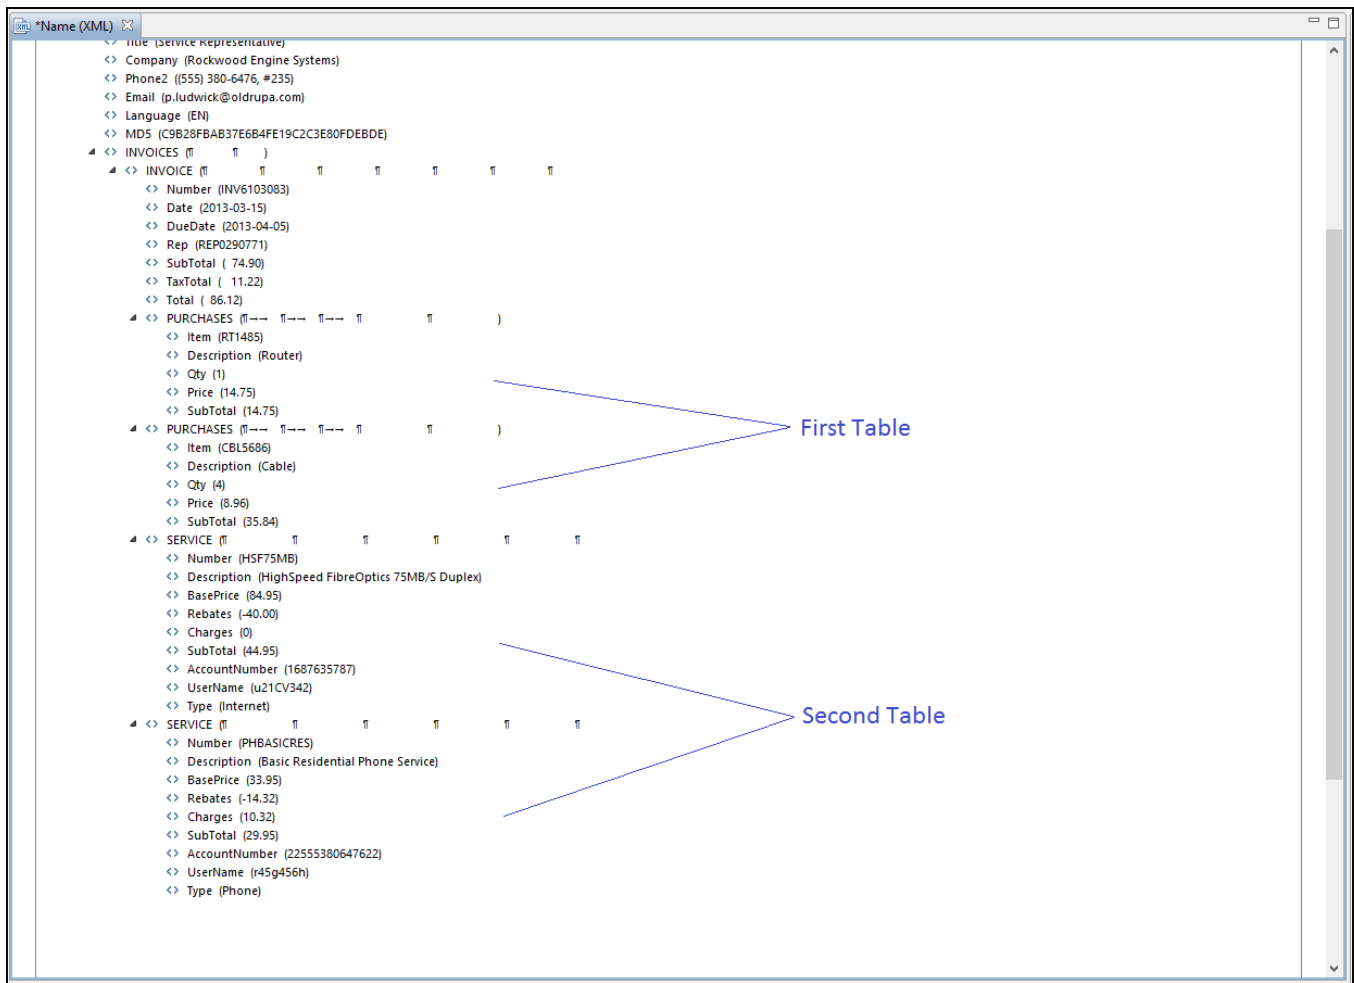 *Name (XML)
Title (Service Representative)
Company (Rockwood Engine Systems)
Phone2 ((555) 380-6476, #235)
Email (p.ludwick@oldrupa.com)
Language (EN)
MD5 (C9B28FBAB37E6B4FE19C2C3E80FDEBDE)
INVOICES (¶ ¶ )
INVOICE (¶ ¶ ¶ ¶ ¶ ¶ ¶
Number (INV6103083)
Date (2013-03-15)
DueDate (2013-04-05)
Rep (REP0290771)
SubTotal ( 74.90)
TaxTotal ( 11.22)
Total ( 86.12)
PURCHASES (¶→→ ¶→→ ¶→→ ¶ ¶ )
Item (RT1485)
Description (Router)
Qty (1)
Price (14.75)
SubTotal (14.75)
PURCHASES (¶→→ ¶→→ ¶→→ ¶ ¶ )
First Table
Item (CBL5686)
Description (Cable)
Qty (4)
Price (8.96)
SubTotal (35.84)
SERVICE (¶ ¶ ¶ ¶ ¶ ¶
Number (HSF75MB)
Description (HighSpeed FibreOptics 75MB/S Duplex)
BasePrice (84.95)
Rebates (-40.00)
Charges (0)
SubTotal (44.95)
AccountNumber (1687635787)
UserName (u21CV342)
Type (Internet)
Second Table
SERVICE (¶ ¶ ¶ ¶ ¶ ¶
Number (PHBASICRES)
Description (Basic Residential Phone Service)
BasePrice (33.95)
Rebates (-14.32)
Charges (10.32)
SubTotal (29.95)
AccountNumber (22555380647622)
UserName (r45g456h)
Type (Phone)